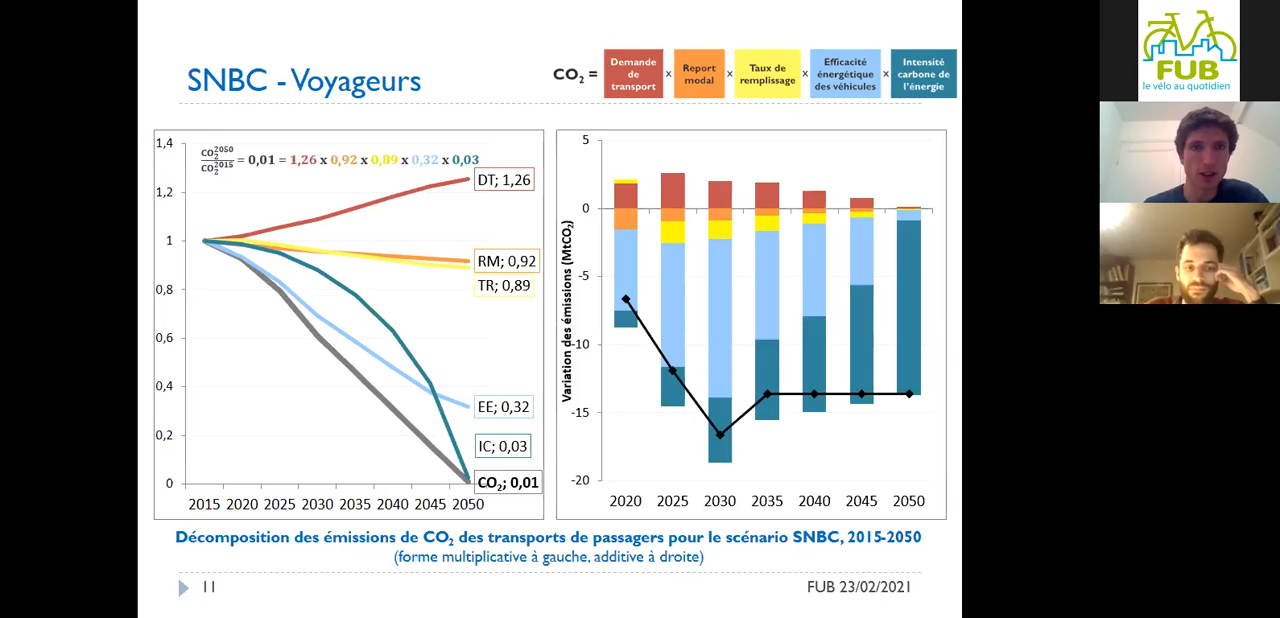 SNBC - Voyageurs
CO₂ =
Demande
de
transport
x
Report
modal
x
Taux de
remplissage
x
Efficacité
énergétique
des véhicules
x
Intensité
carbone de
l'énergie
FUB
le vélo au quotidien
1,4
1,2
1
0,8
0,6
0,4
0,2
0
CO₂²⁰⁵⁰
CO₂²⁰¹⁵
= 0,01 = 1,26 x 0,92 x 0,89 x 0,32 x 0,03
DT; 1,26
RM; 0,92
TR; 0,89
EE; 0,32
IC; 0,03
CO₂; 0,01
2015 2020 2025 2030 2035 2040 2045 2050
Variation des émissions (MtCO₂)
5
0
-5
-10
-15
-20
2020 2025 2030 2035 2040 2045 2050
Décomposition des émissions de CO₂ des transports de passagers pour le scénario SNBC, 2015-2050
(forme multiplicative à gauche, additive à droite)
11
FUB 23/02/2021